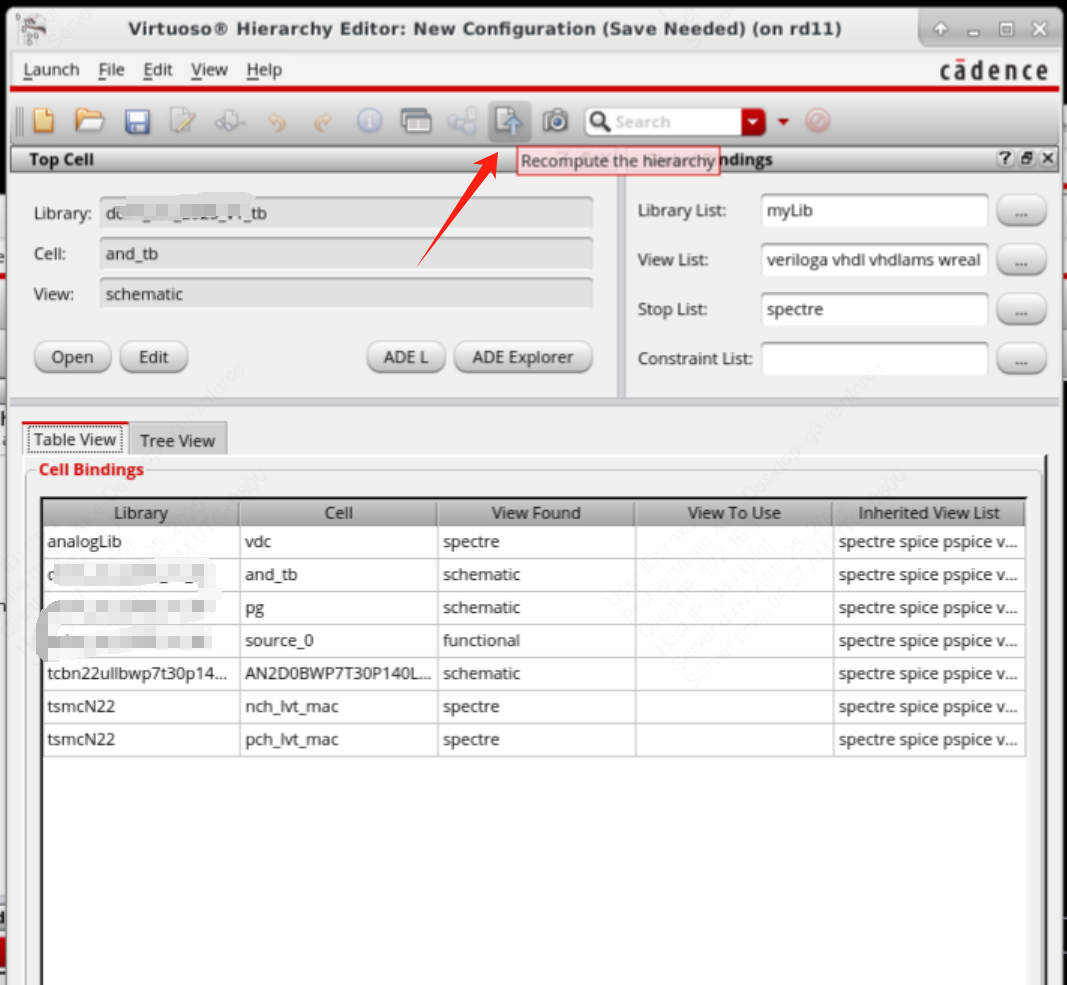 Virtuoso® Hierarchy Editor: New Configuration (Save Needed) (on rd11)
Launch File Edit View Help
cādence
Search
Top Cell
Recompute the hierarchy
ndings
Library: _tb
Cell: and_tb
View: schematic
Open Edit ADE L ADE Explorer
Library List: myLib ...
View List: veriloga vhdl vhdlams wreal ...
Stop List: spectre ...
Constraint List: ...
Table View Tree View
Cell Bindings
Library Cell View Found View To Use Inherited View List
analogLib vdc spectre spectre spice pspice v...
and_tb schematic spectre spice pspice v...
pg schematic spectre spice pspice v...
source_0 functional spectre spice pspice v...
tcbn22ullbwp7t30p14... AN2D0BWP7T30P140L... schematic spectre spice pspice v...
tsmcN22 nch_lvt_mac spectre spectre spice pspice v...
tsmcN22 pch_lvt_mac spectre spectre spice pspice v...